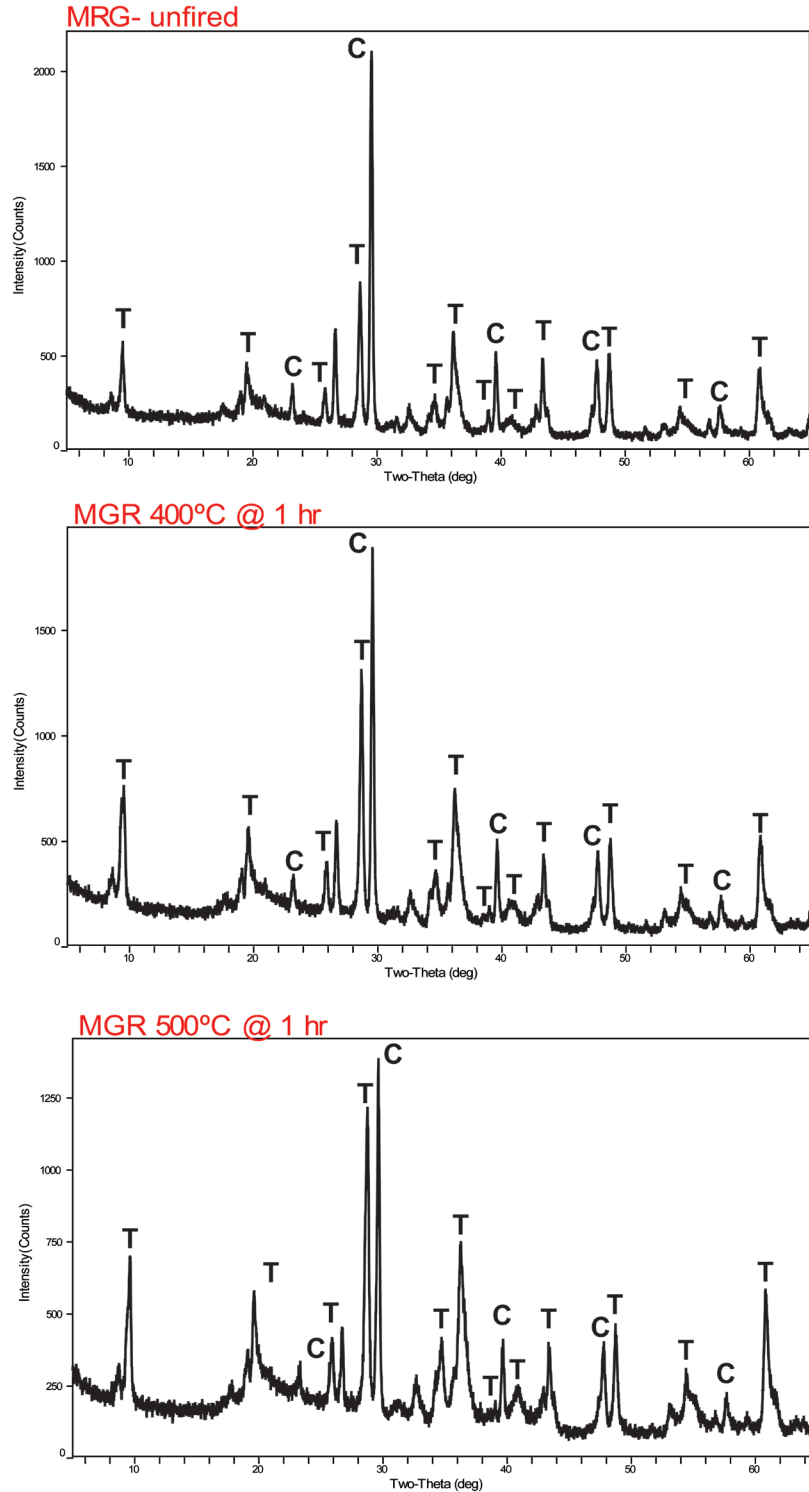 MRG- unfired
C
2000
1500
Intensity (Counts)
1000
T
T
T
T
C
T
T
T
T
C
T
C
T
T
C
T
500
0
10
20
30
40
50
60
Two-Theta (deg)
MGR 400ºC @ 1 hr
C
1500
T
Intensity (Counts)
1000
T
T
T
C
T
T
T
T
C
T
C
T
T
C
T
500
0
10
20
30
40
50
60
Two-Theta (deg)
MGR 500ºC @ 1 hr
C
T
1250
1000
Intensity (Counts)
750
T
T
T
C
T
T
T
T
C
T
T
C
T
T
C
T
500
250
0
10
20
30
40
50
60
Two-Theta (deg)